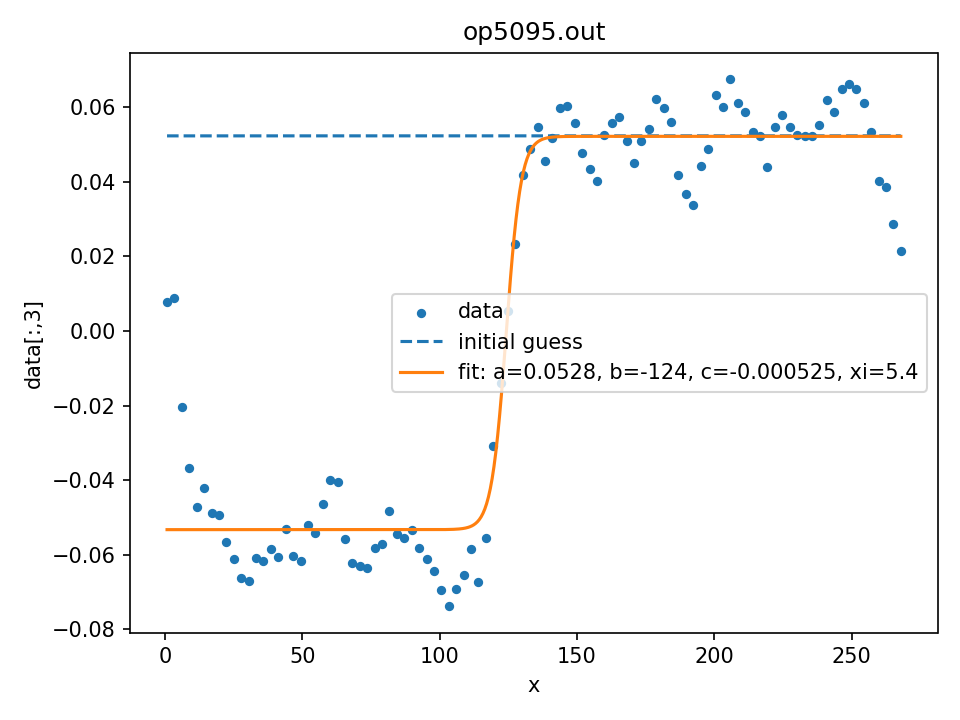 op5095.out
0.06
0.04
0.02
0.00
−0.02
−0.04
−0.06
−0.08
data[:,3]
data
initial guess
fit: a=0.0528, b=-124, c=-0.000525, xi=5.4
0 50 100 150 200 250
x